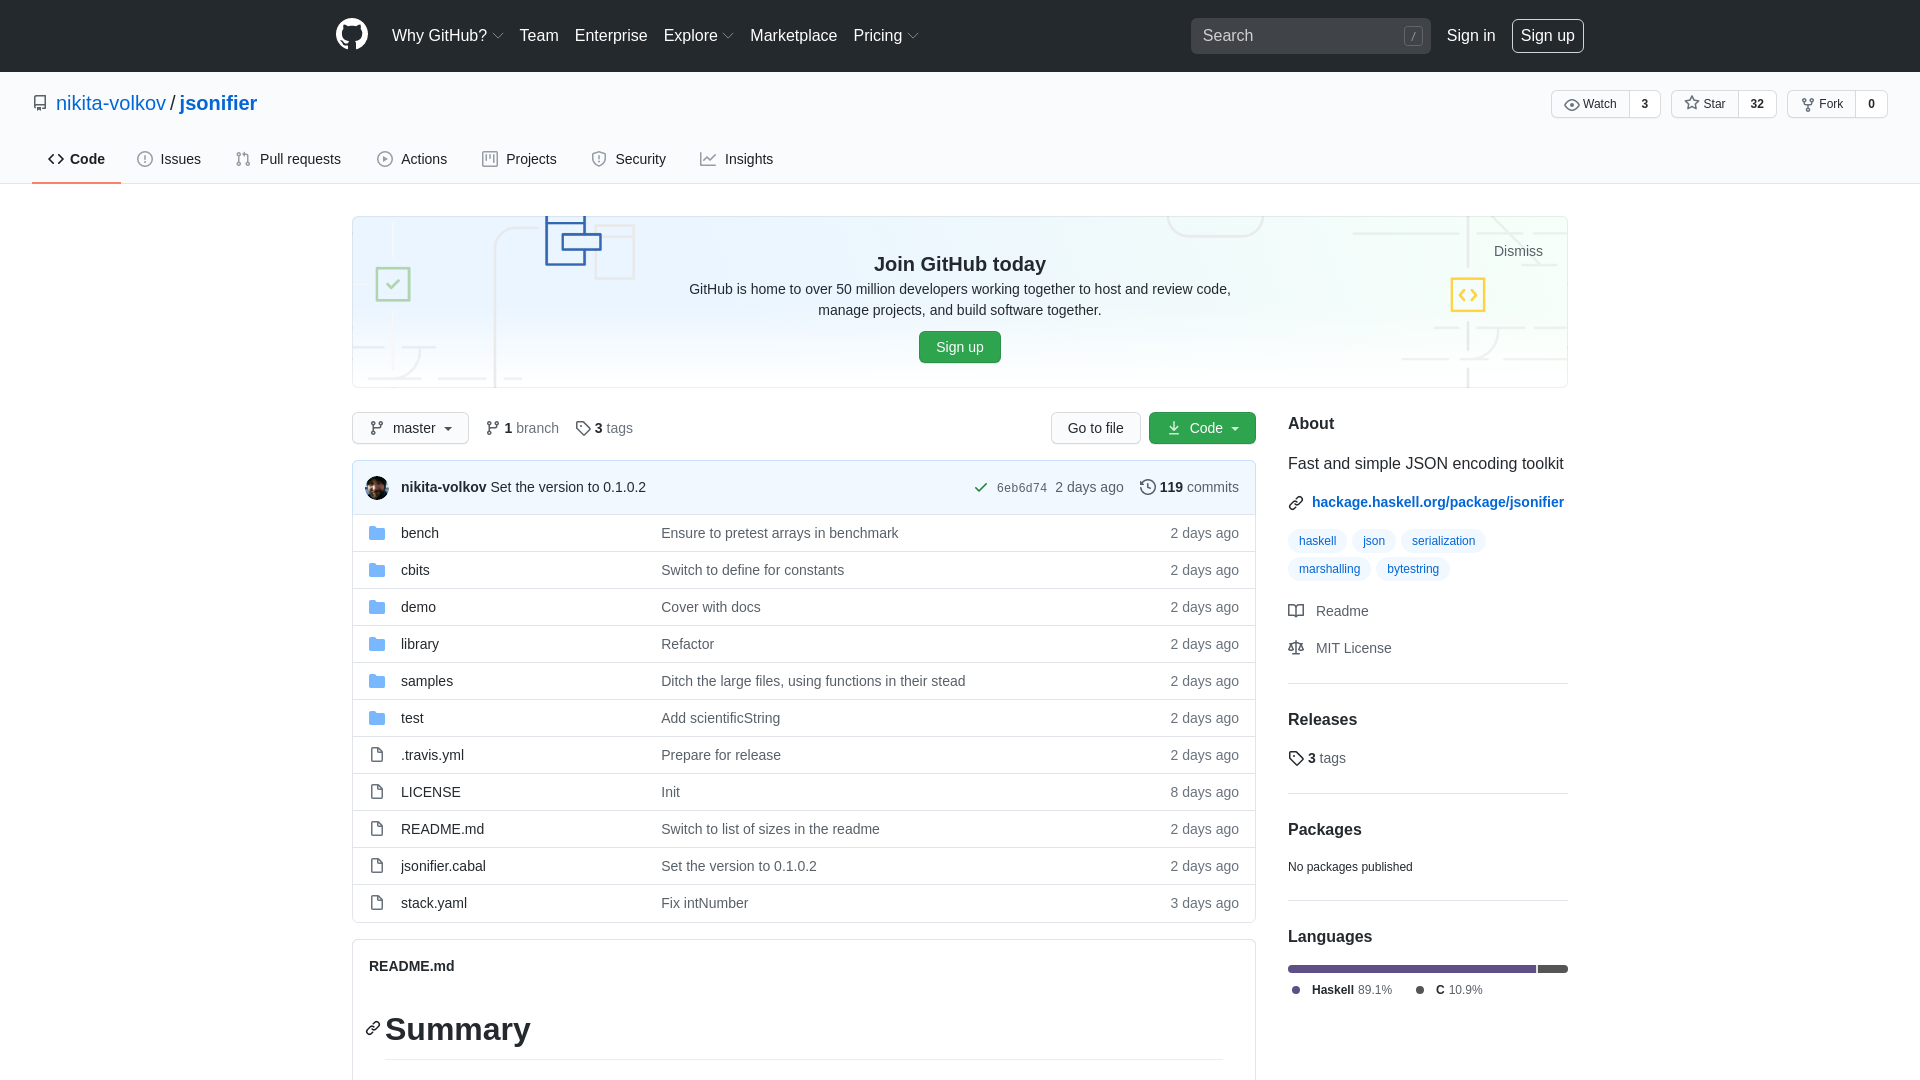 Why GitHub? Team Enterprise Explore Marketplace Pricing Search / Sign in Sign up
nikita-volkov / jsonifier Watch 3 Star 32 Fork 0
Code Issues Pull requests Actions Projects Security Insights
Dismiss
Join GitHub today
GitHub is home to over 50 million developers working together to host and review code,
manage projects, and build software together.
Sign up
master 1 branch 3 tags Go to file Code
nikita-volkov Set the version to 0.1.0.2 6eb6d74 2 days ago 119 commits
bench Ensure to pretest arrays in benchmark 2 days ago
cbits Switch to define for constants 2 days ago
demo Cover with docs 2 days ago
library Refactor 2 days ago
samples Ditch the large files, using functions in their stead 2 days ago
test Add scientificString 2 days ago
.travis.yml Prepare for release 2 days ago
LICENSE Init 8 days ago
README.md Switch to list of sizes in the readme 2 days ago
jsonifier.cabal Set the version to 0.1.0.2 2 days ago
stack.yaml Fix intNumber 3 days ago
README.md
Summary
About
Fast and simple JSON encoding toolkit
hackage.haskell.org/package/jsonifier
haskell json serialization
marshalling bytestring
Readme
MIT License
Releases
3 tags
Packages
No packages published
Languages
Haskell 89.1% C 10.9%